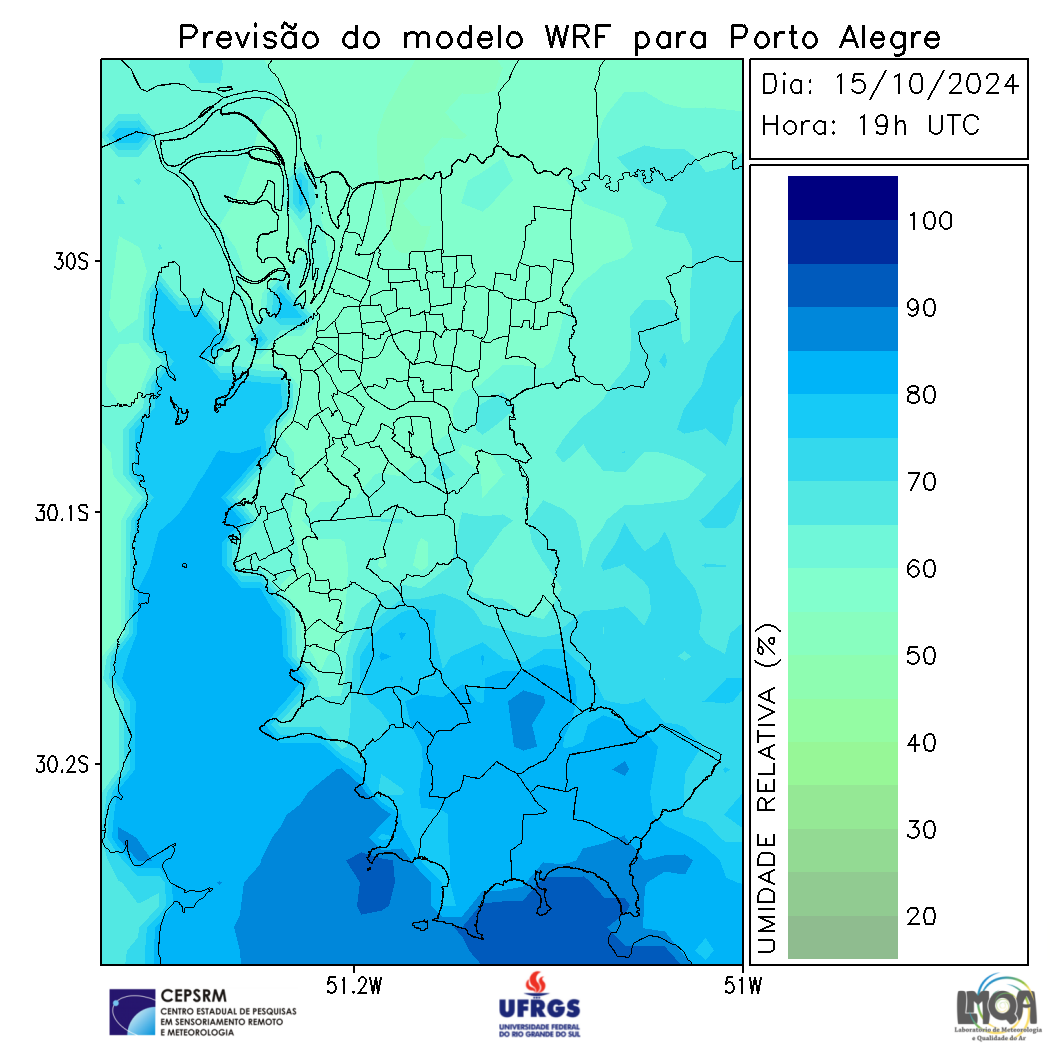 Previsão do modelo WRF para Porto Alegre
Dia: 15/10/2024
Hora: 19h UTC
30S
30.1S
30.2S
51.2W
51W
UMIDADE RELATIVA (%)
100
90
80
70
60
50
40
30
20
CEPSRM
CENTRO ESTADUAL DE PESQUISAS
EM SENSORIAMENTO REMOTO
E METEOROLOGIA
UFRGS
UNIVERSIDADE FEDERAL
DO RIO GRANDE DO SUL
LMQA
Laboratório de Meteorologia
e Qualidade do Ar